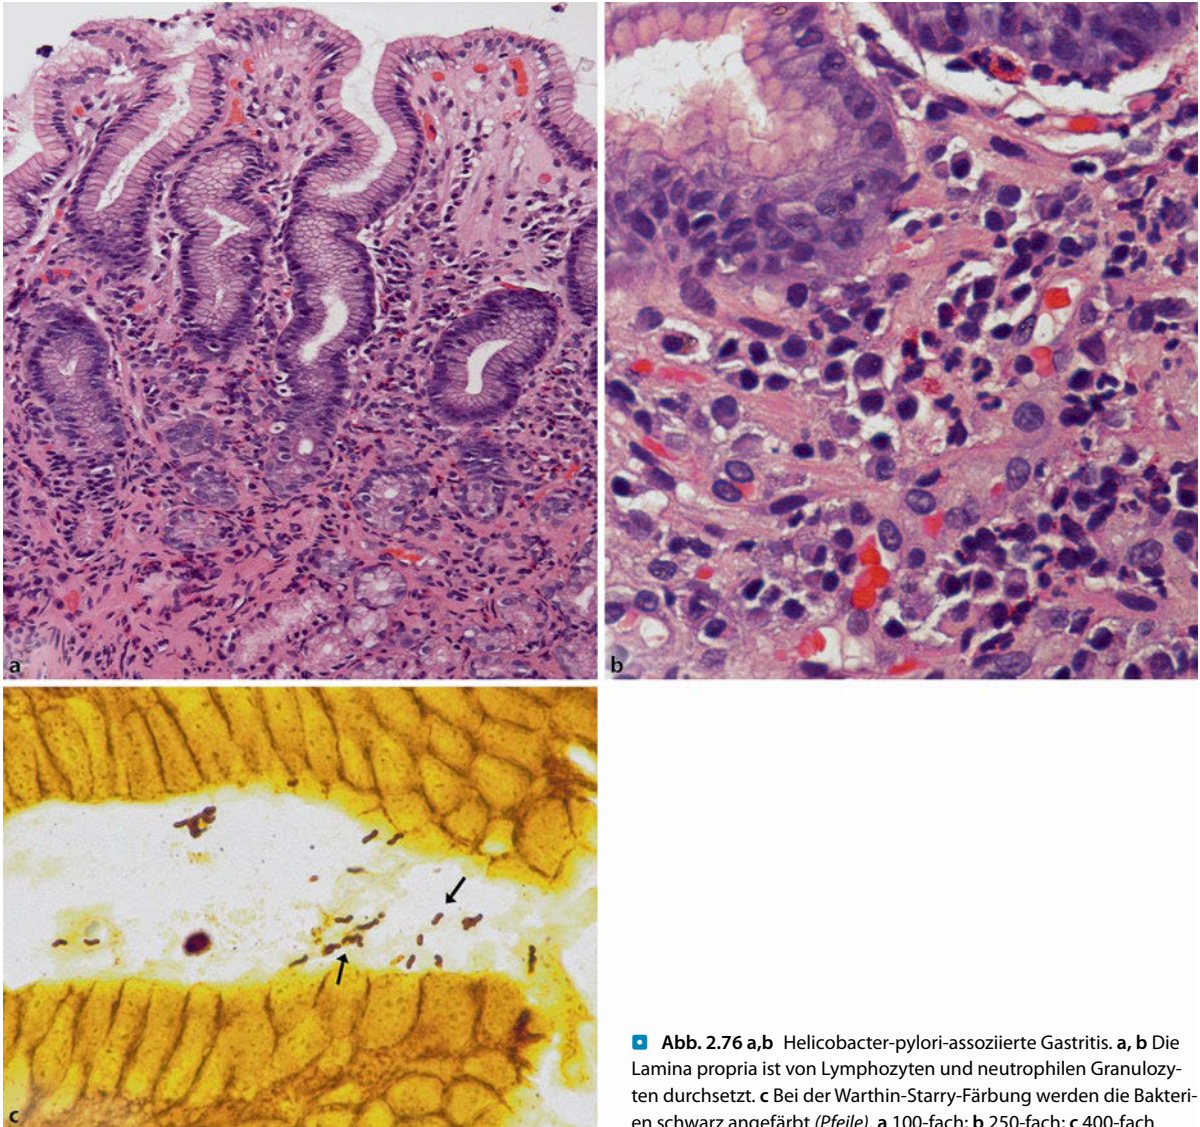 a
b
c
Abb. 2.76 a,b Helicobacter-pylori-assoziierte Gastritis. a, b Die
Lamina propria ist von Lymphozyten und neutrophilen Granulozy-
ten durchsetzt. c Bei der Warthin-Starry-Färbung werden die Bakteri-
en schwarz angefärbt (Pfeile). a 100-fach; b 250-fach; c 400-fach